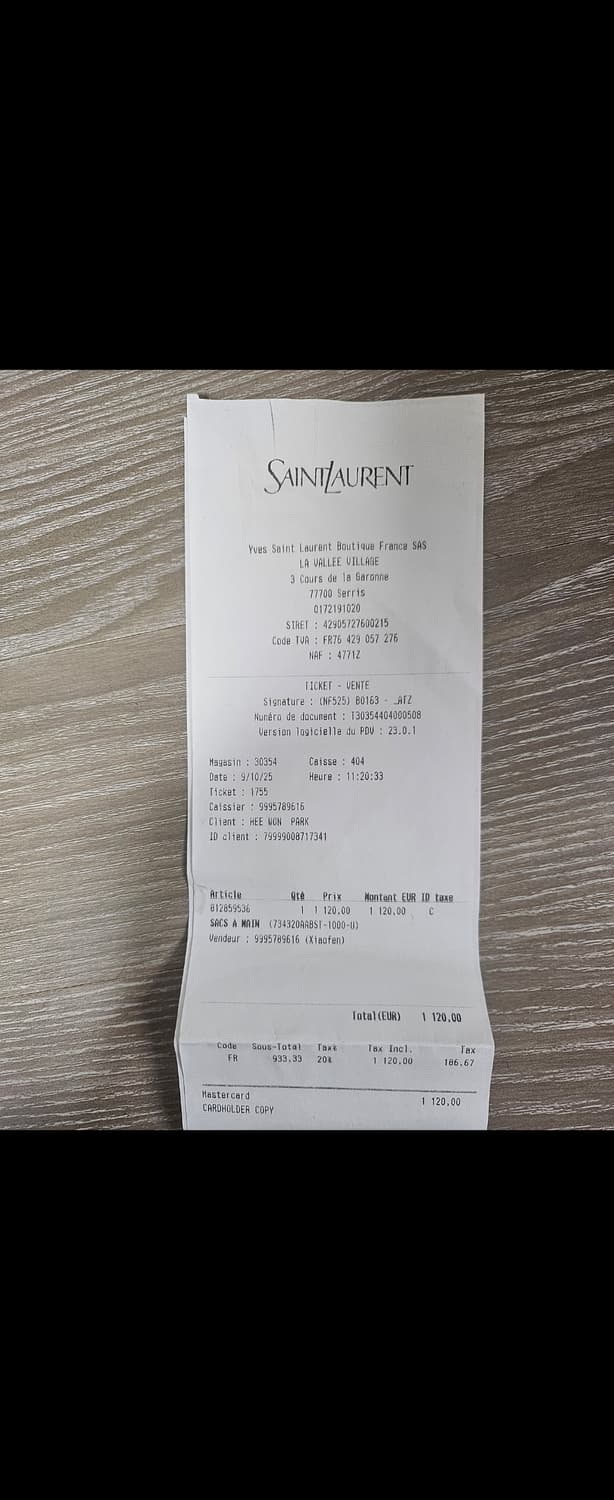 SAINT LAURENT
Yves Saint Laurent Boutique France SAS
LA VALLEE VILLAGE
3 Cours de la Garonne
77700 Serris
0172191020
SIRET : 42905727600215
Code TVA : FR76 429 057 276
NAF : 4771Z
TICKET - VENTE
Signature : (NF525) B0163 - _ATZ
Numéro de document : T30354404000508
Version logicielle du PDV : 23.0.1
Magasin : 30354 Caisse : 404
Date : 9/10/25 Heure : 11:20:33
Ticket : 1755
Caissier : 9995789616
Client : HEE WON PARK
ID client : 79999008717341
Article Qté Prix Montant EUR ID taxe
812859536 1 1 120,00 1 120,00 C
SACS A MAIN (734320AABST-1000-U)
Vendeur : 9995789616 (Xiaofen)
Total(EUR) 1 120,00
Code Sous-Total Tax% Tax Incl. Tax
FR 933.33 20% 1 120.00 186.67
Mastercard 1 120,00
CARDHOLDER COPY